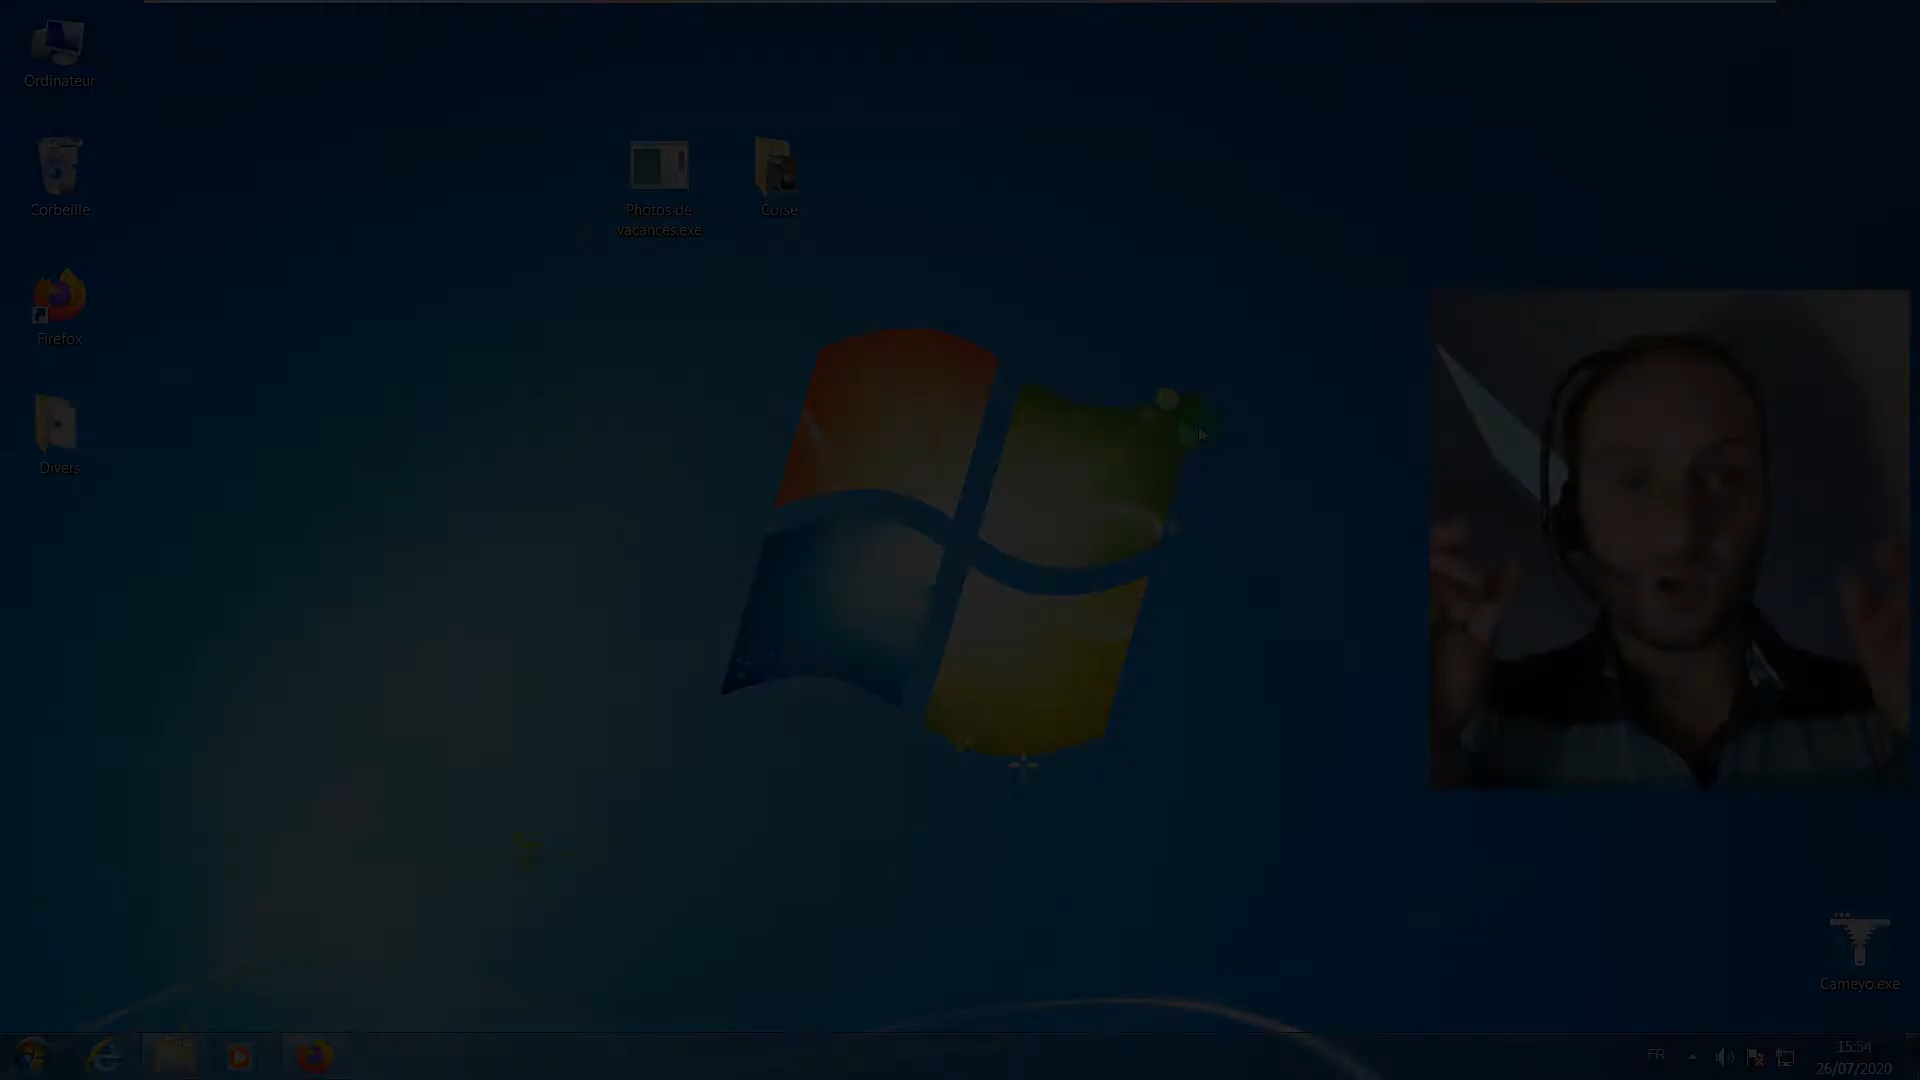 Ordinateur
Corbeille
Firefox
Divers
Photos de
vacances.exe
Corse
Cameyo.exe
FR
15:54
26/07/2020